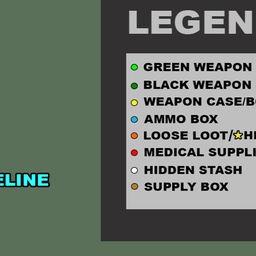 LEGEN
GREEN WEAPON
BLACK WEAPON
WEAPON CASE/B
AMMO BOX
LOOSE LOOT/
MEDICAL SUPPLI
HIDDEN STASH
SUPPLY BOX
ELINE